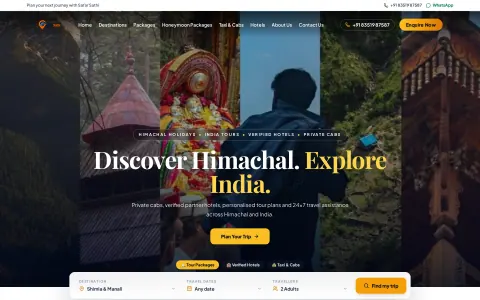 Plan your next journey with Safar Sathi
+91 8351987587 WhatsApp
Home Destinations Packages Honeymoon Packages Taxi & Cabs Hotels About Us Contact Us +91 8351987587 Enquire Now
HIMACHAL HOLIDAYS • INDIA TOURS • VERIFIED HOTELS • PRIVATE CABS
Discover Himachal. Explore
India.
Private cabs, verified partner hotels, personalised tour plans and 24x7 travel assistance
across Himachal and India.
Plan Your Trip →
Tour Packages Verified Hotels Taxi & Cabs
DESTINATION TRAVEL DATES TRAVELLERS
Shimla & Manali Any date 2 Adults Find my trip